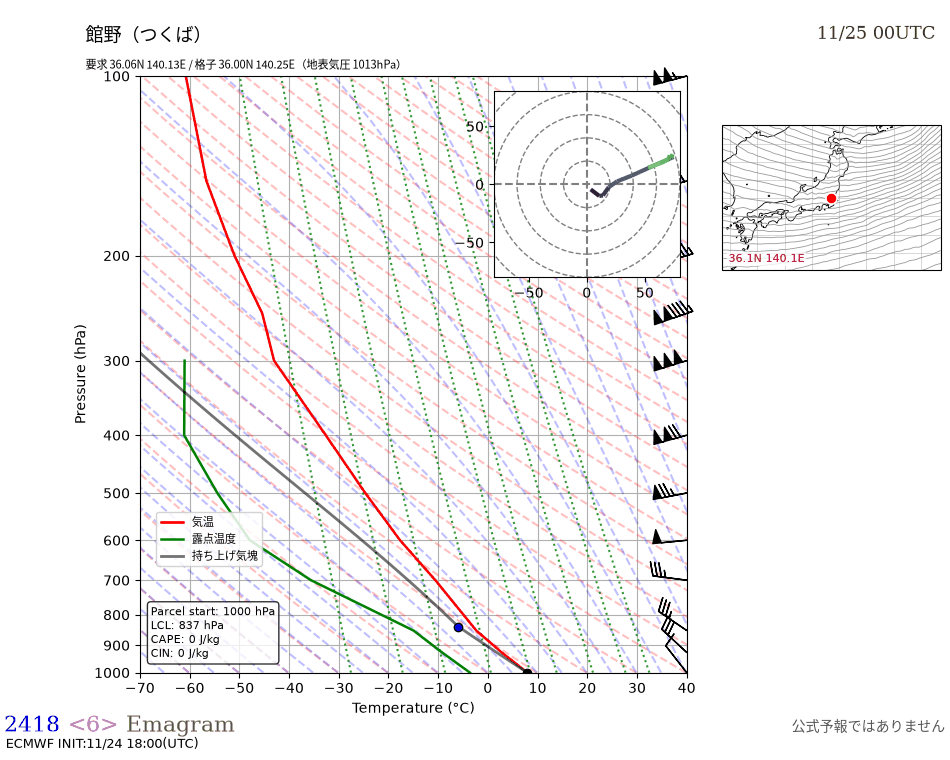 館野（つくば）
11/25 00UTC
要求 36.06N 140.13E / 格子 36.00N 140.25E（地表気圧 1013hPa）
100
200
300
400
500
600
700
800
900
1000
Pressure (hPa)
−70 −60 −50 −40 −30 −20 −10 0 10 20 30 40
Temperature (°C)
50
0
−50
−50 0 50
36.1N 140.1E
気温
露点温度
持ち上げ気塊
Parcel start: 1000 hPa
LCL: 837 hPa
CAPE: 0 J/kg
CIN: 0 J/kg
2418 <6> Emagram
公式予報ではありません
ECMWF INIT:11/24 18:00(UTC)